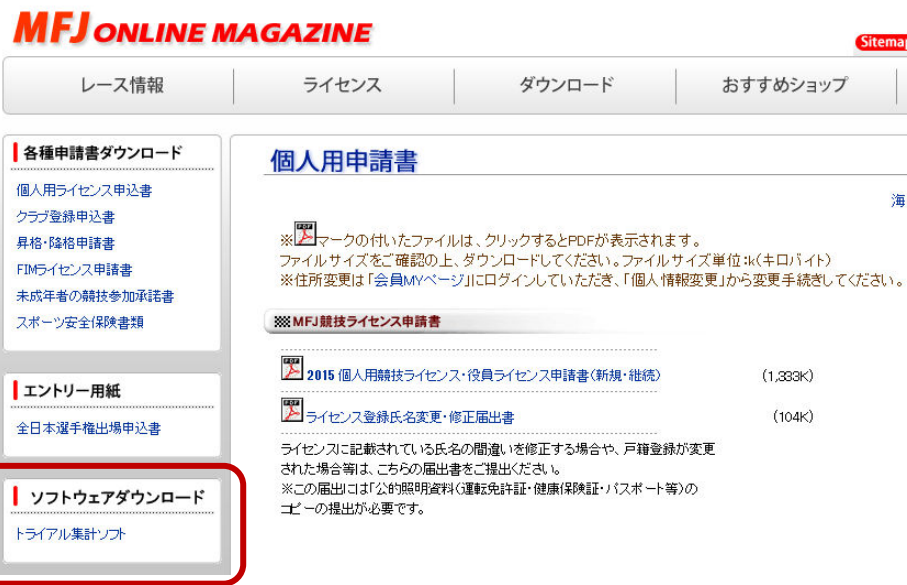 MFJ ONLINE MAGAZINE
Sitemap
レース情報
ライセンス
ダウンロード
おすすめショップ
各種申請書ダウンロード
個人用ライセンス申込書
クラブ登録申込書
昇格・降格申請書
FIMライセンス申請書
未成年者の競技参加承諾書
スポーツ安全保険書類
エントリー用紙
全日本選手権出場申込書
ソフトウェアダウンロード
トライアル集計ソフト
個人用申請書
海
※PDFマークの付いたファイルは、クリックするとPDFが表示されます。
ファイルサイズをご確認の上、ダウンロードしてください。ファイルサイズ単位:k(キロバイト)
※住所変更は「会員MYページ」にログインしていただき、「個人情報変更」から変更手続きしてください。
MFJ競技ライセンス申請書
PDF 2015 個人用競技ライセンス・役員ライセンス申請書(新規・継続) (1,333K)
PDF ライセンス登録氏名変更・修正届出書 (104K)
ライセンスに記載されている氏名の間違いを修正する場合や、戸籍登録が変更
された場合等は、こちらの届出書をご提出ください。
※この届出には「公的照明資料(運転免許証・健康保険証・パスポート等)の
コピーの提出が必要です。